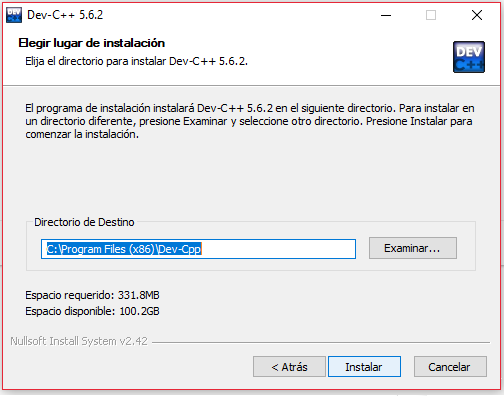 Dev-C++ 5.6.2
Elegir lugar de instalación
Elija el directorio para instalar Dev-C++ 5.6.2.
DEV
C++
El programa de instalación instalará Dev-C++ 5.6.2 en el siguiente directorio. Para instalar en
un directorio diferente, presione Examinar y seleccione otro directorio. Presione Instalar para
comenzar la instalación.
Directorio de Destino
C:\Program Files (x86)\Dev-Cpp
Examinar...
Espacio requerido: 331.8MB
Espacio disponible: 100.2GB
Nullsoft Install System v2.42
< Atrás
Instalar
Cancelar